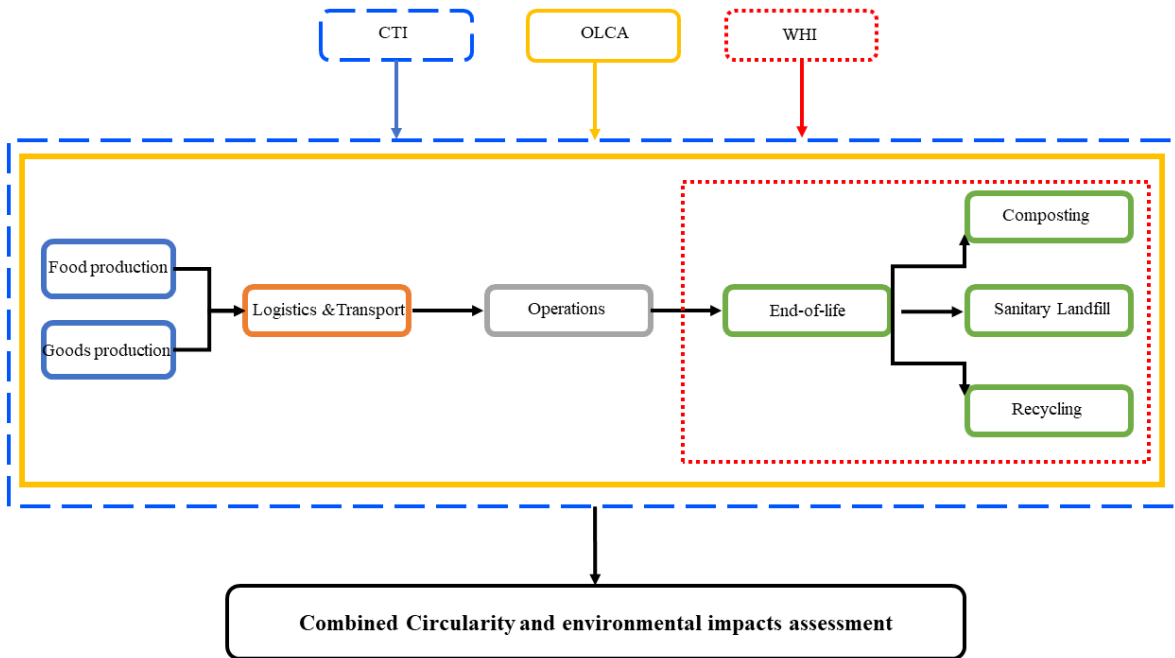 CTI
OLCA
WHI
Food production
Goods production
Logistics &Transport
Operations
End-of-life
Composting
Sanitary Landfill
Recycling
Combined Circularity and environmental impacts assessment